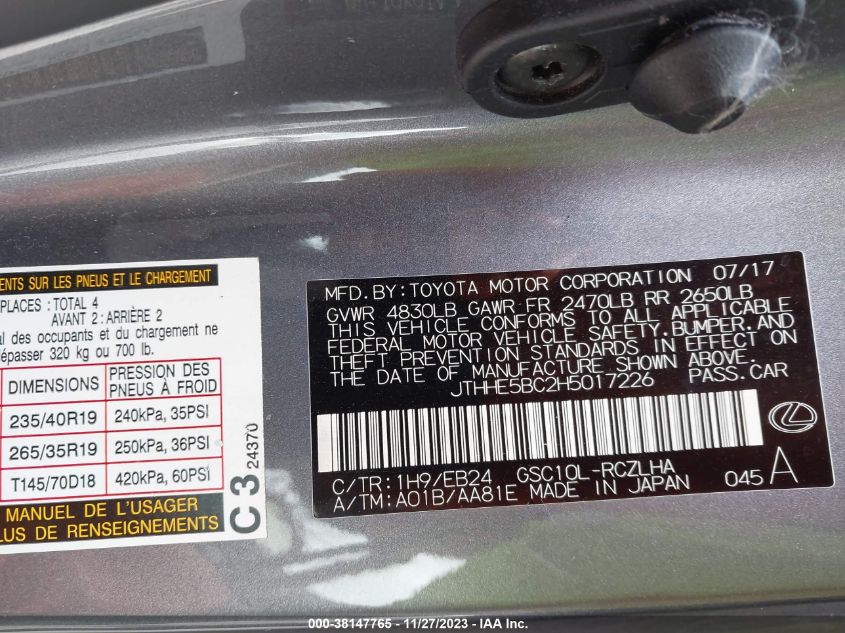 ENTS SUR LES PNEUS ET LE CHARGEMENT
PLACES: TOTAL 4
AVANT 2: ARRIÈRE 2
al des occupants et du chargement ne
épasser 320 kg ou 700 lb.
DIMENSIONS PRESSION DES PNEUS À FROID
235/40R19 240kPa, 35PSI
265/35R19 250kPa, 36PSI
T145/70D18 420kPa, 60PSI
MANUEL DE L'USAGER
LUS DE RENSEIGNEMENTS
C3 24370
MFD. BY: TOYOTA MOTOR CORPORATION 07/17
GVWR 4830LB GAWR FR 2470LB RR 2650LB
THIS VEHICLE CONFORMS TO ALL APPLICABLE
FEDERAL MOTOR VEHICLE SAFETY, BUMPER, AND
THEFT PREVENTION STANDARDS IN EFFECT ON
THE DATE OF MANUFACTURE SHOWN ABOVE.
JTHHE5BC2H5017226 PASS. CAR
C/TR: 1H9/EB24 GSC10L-RCZLHA
A/TM: A01B/AA81E MADE IN JAPAN 045 A
000-38147765 - 11/27/2023 - © IAA Inc.